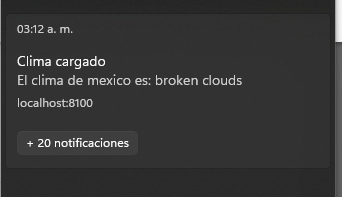 03:12 a. m.
Clima cargado
El clima de mexico es: broken clouds
localhost:8100
+ 20 notificaciones